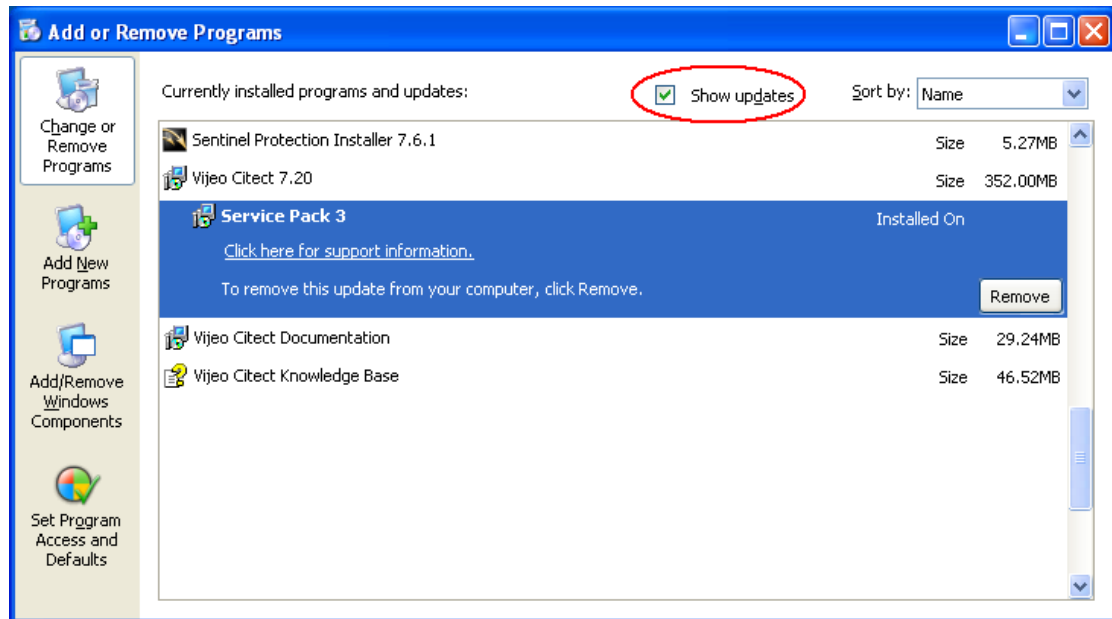 Add or Remove Programs
Change or
Remove
Programs
Add New
Programs
Add/Remove
Windows
Components
Set Program
Access and
Defaults
Currently installed programs and updates:
Show updates
Sort by: Name
Sentinel Protection Installer 7.6.1 Size 5.27MB
Vijeo Citect 7.20 Size 352.00MB
Service Pack 3 Installed On
Click here for support information.
To remove this update from your computer, click Remove. Remove
Vijeo Citect Documentation Size 29.24MB
Vijeo Citect Knowledge Base Size 46.52MB